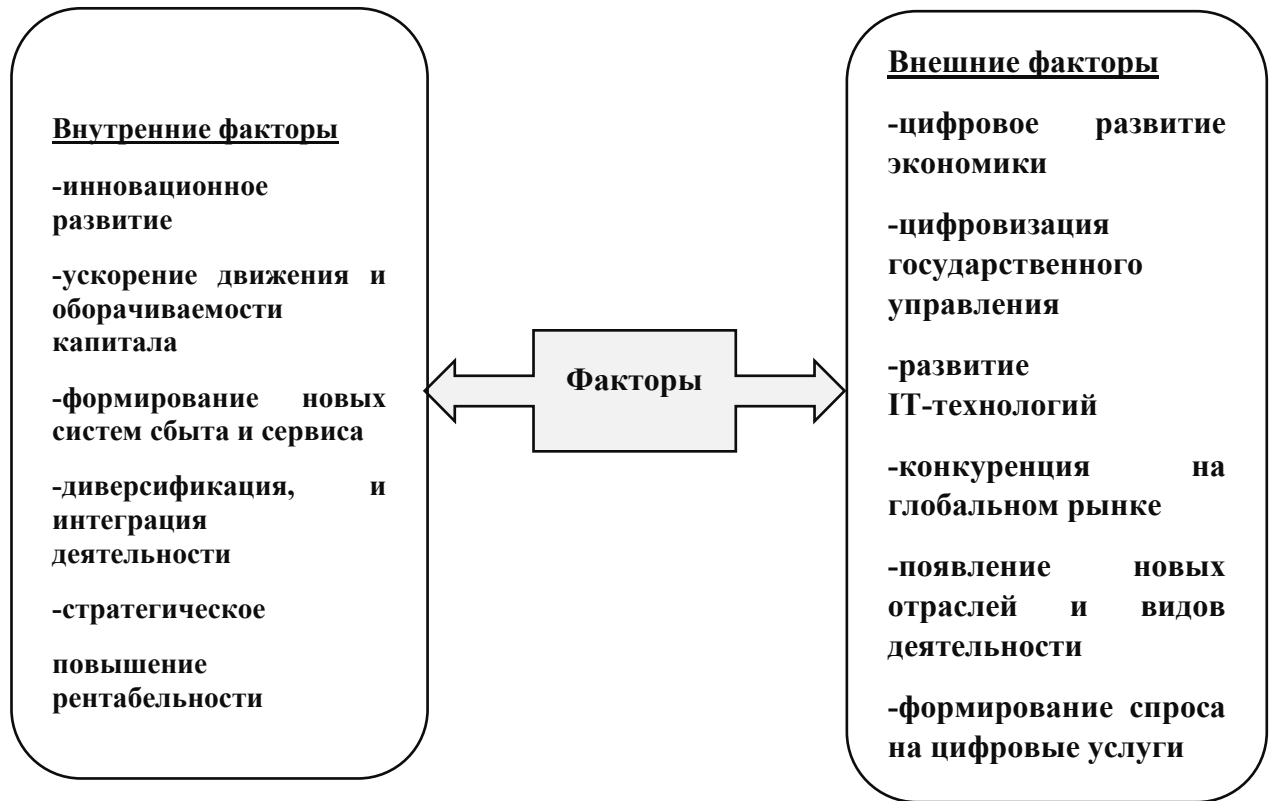 Внутренние факторы
-инновационное
развитие
-ускорение движения и
оборачиваемости
капитала
-формирование новых
систем сбыта и сервиса
-диверсификация, и
интеграция
деятельности
-стратегическое
повышение
рентабельности
Факторы
Внешние факторы
-цифровое развитие
экономики
-цифровизация
государственного
управления
-развитие
IT-технологий
-конкуренция на
глобальном рынке
-появление новых
отраслей и видов
деятельности
-формирование спроса
на цифровые услуги